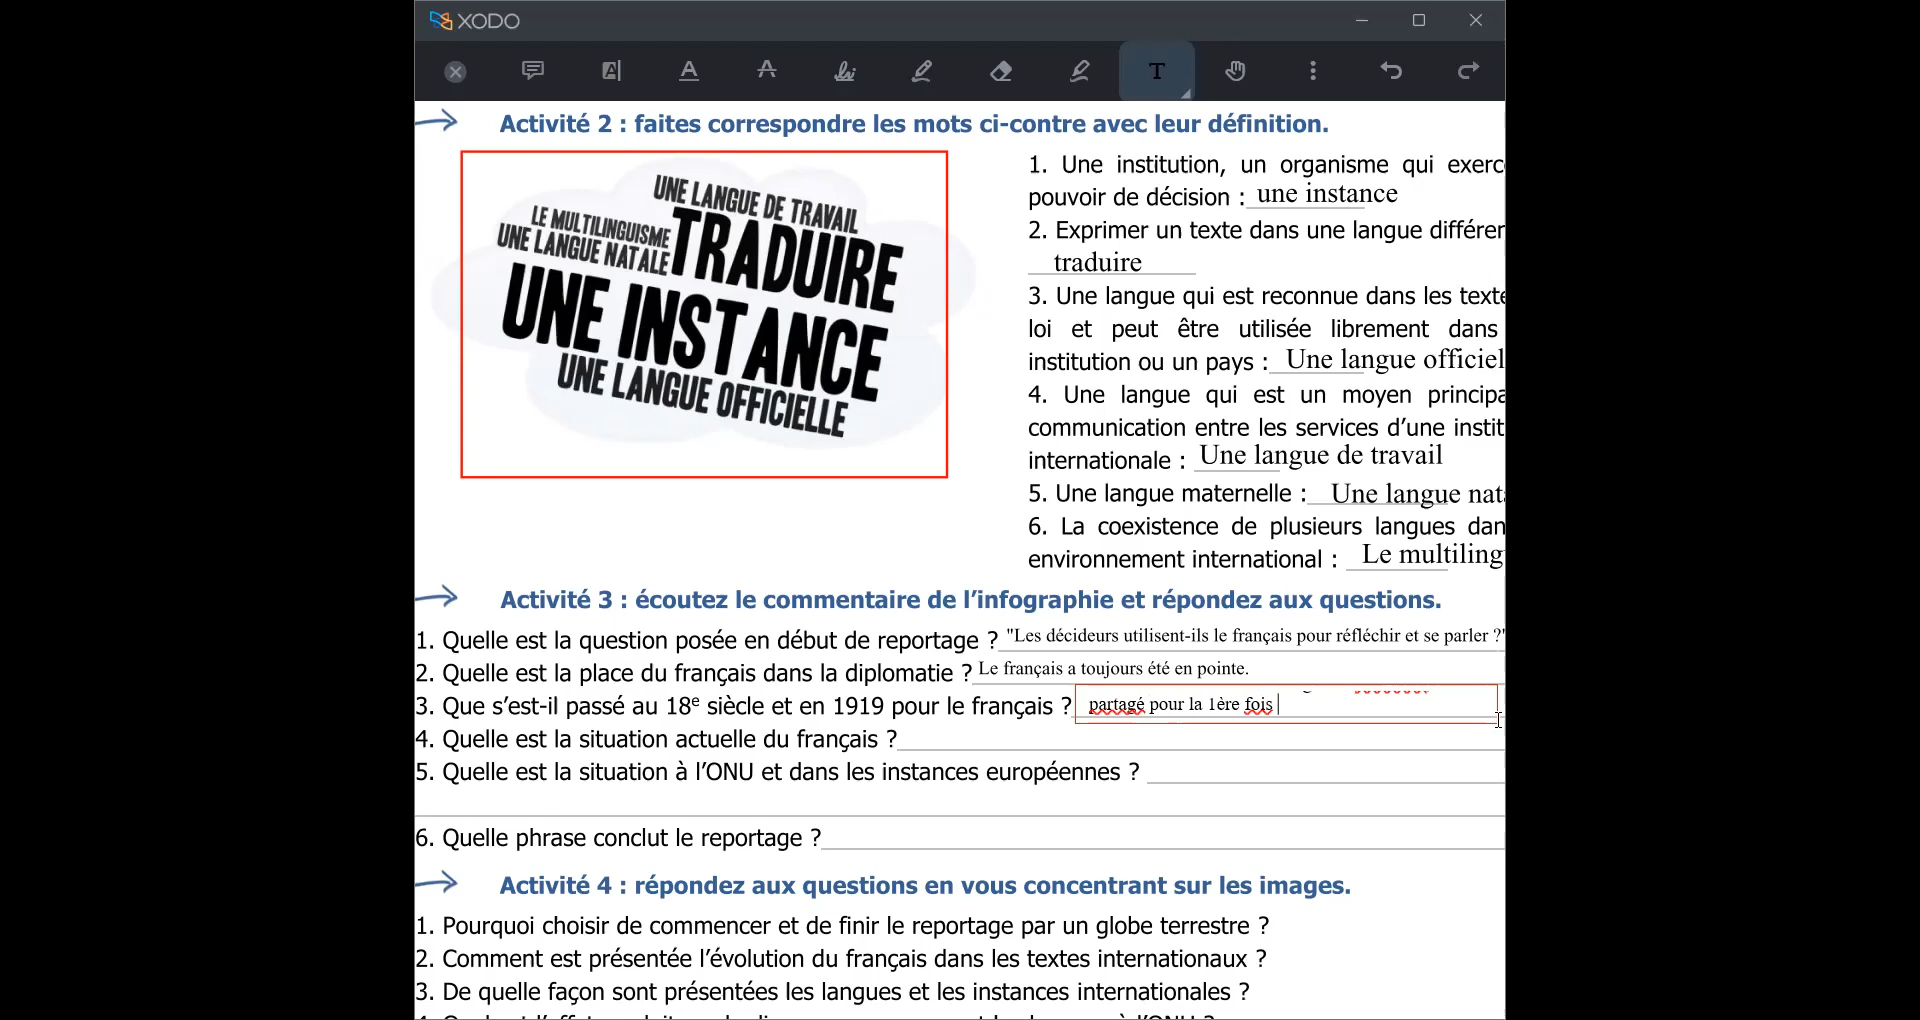 XODO
Activité 2 : faites correspondre les mots ci-contre avec leur définition.
UNE LANGUE DE TRAVAIL
LE MULTILINGUISME
UNE LANGUE NATALE
TRADUIRE
UNE INSTANCE
UNE LANGUE OFFICIELLE
1. Une institution, un organisme qui exerc
pouvoir de décision : une instance
2. Exprimer un texte dans une langue différen
traduire
3. Une langue qui est reconnue dans les texte
loi et peut être utilisée librement dans
institution ou un pays : Une langue officiel
4. Une langue qui est un moyen principa
communication entre les services d’une instit
internationale : Une langue de travail
5. Une langue maternelle : Une langue nata
6. La coexistence de plusieurs langues dan
environnement international : Le multiling
Activité 3 : écoutez le commentaire de l’infographie et répondez aux questions.
1. Quelle est la question posée en début de reportage ? "Les décideurs utilisent-ils le français pour réfléchir et se parler ?"
2. Quelle est la place du français dans la diplomatie ? Le français a toujours été en pointe.
3. Que s’est-il passé au 18e siècle et en 1919 pour le français ? partagé pour la 1ère fois
4. Quelle est la situation actuelle du français ?
5. Quelle est la situation à l’ONU et dans les instances européennes ?
6. Quelle phrase conclut le reportage ?
Activité 4 : répondez aux questions en vous concentrant sur les images.
1. Pourquoi choisir de commencer et de finir le reportage par un globe terrestre ?
2. Comment est présentée l’évolution du français dans les textes internationaux ?
3. De quelle façon sont présentées les langues et les instances internationales ?